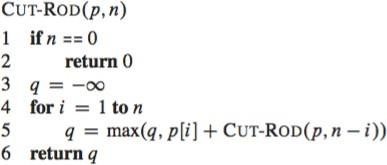 CUT-ROD(p, n)
1 if n == 0
2 return 0
3 q = −∞
4 for i = 1 to n
5 q = max(q, p[i] + CUT-ROD(p, n − i))
6 return q